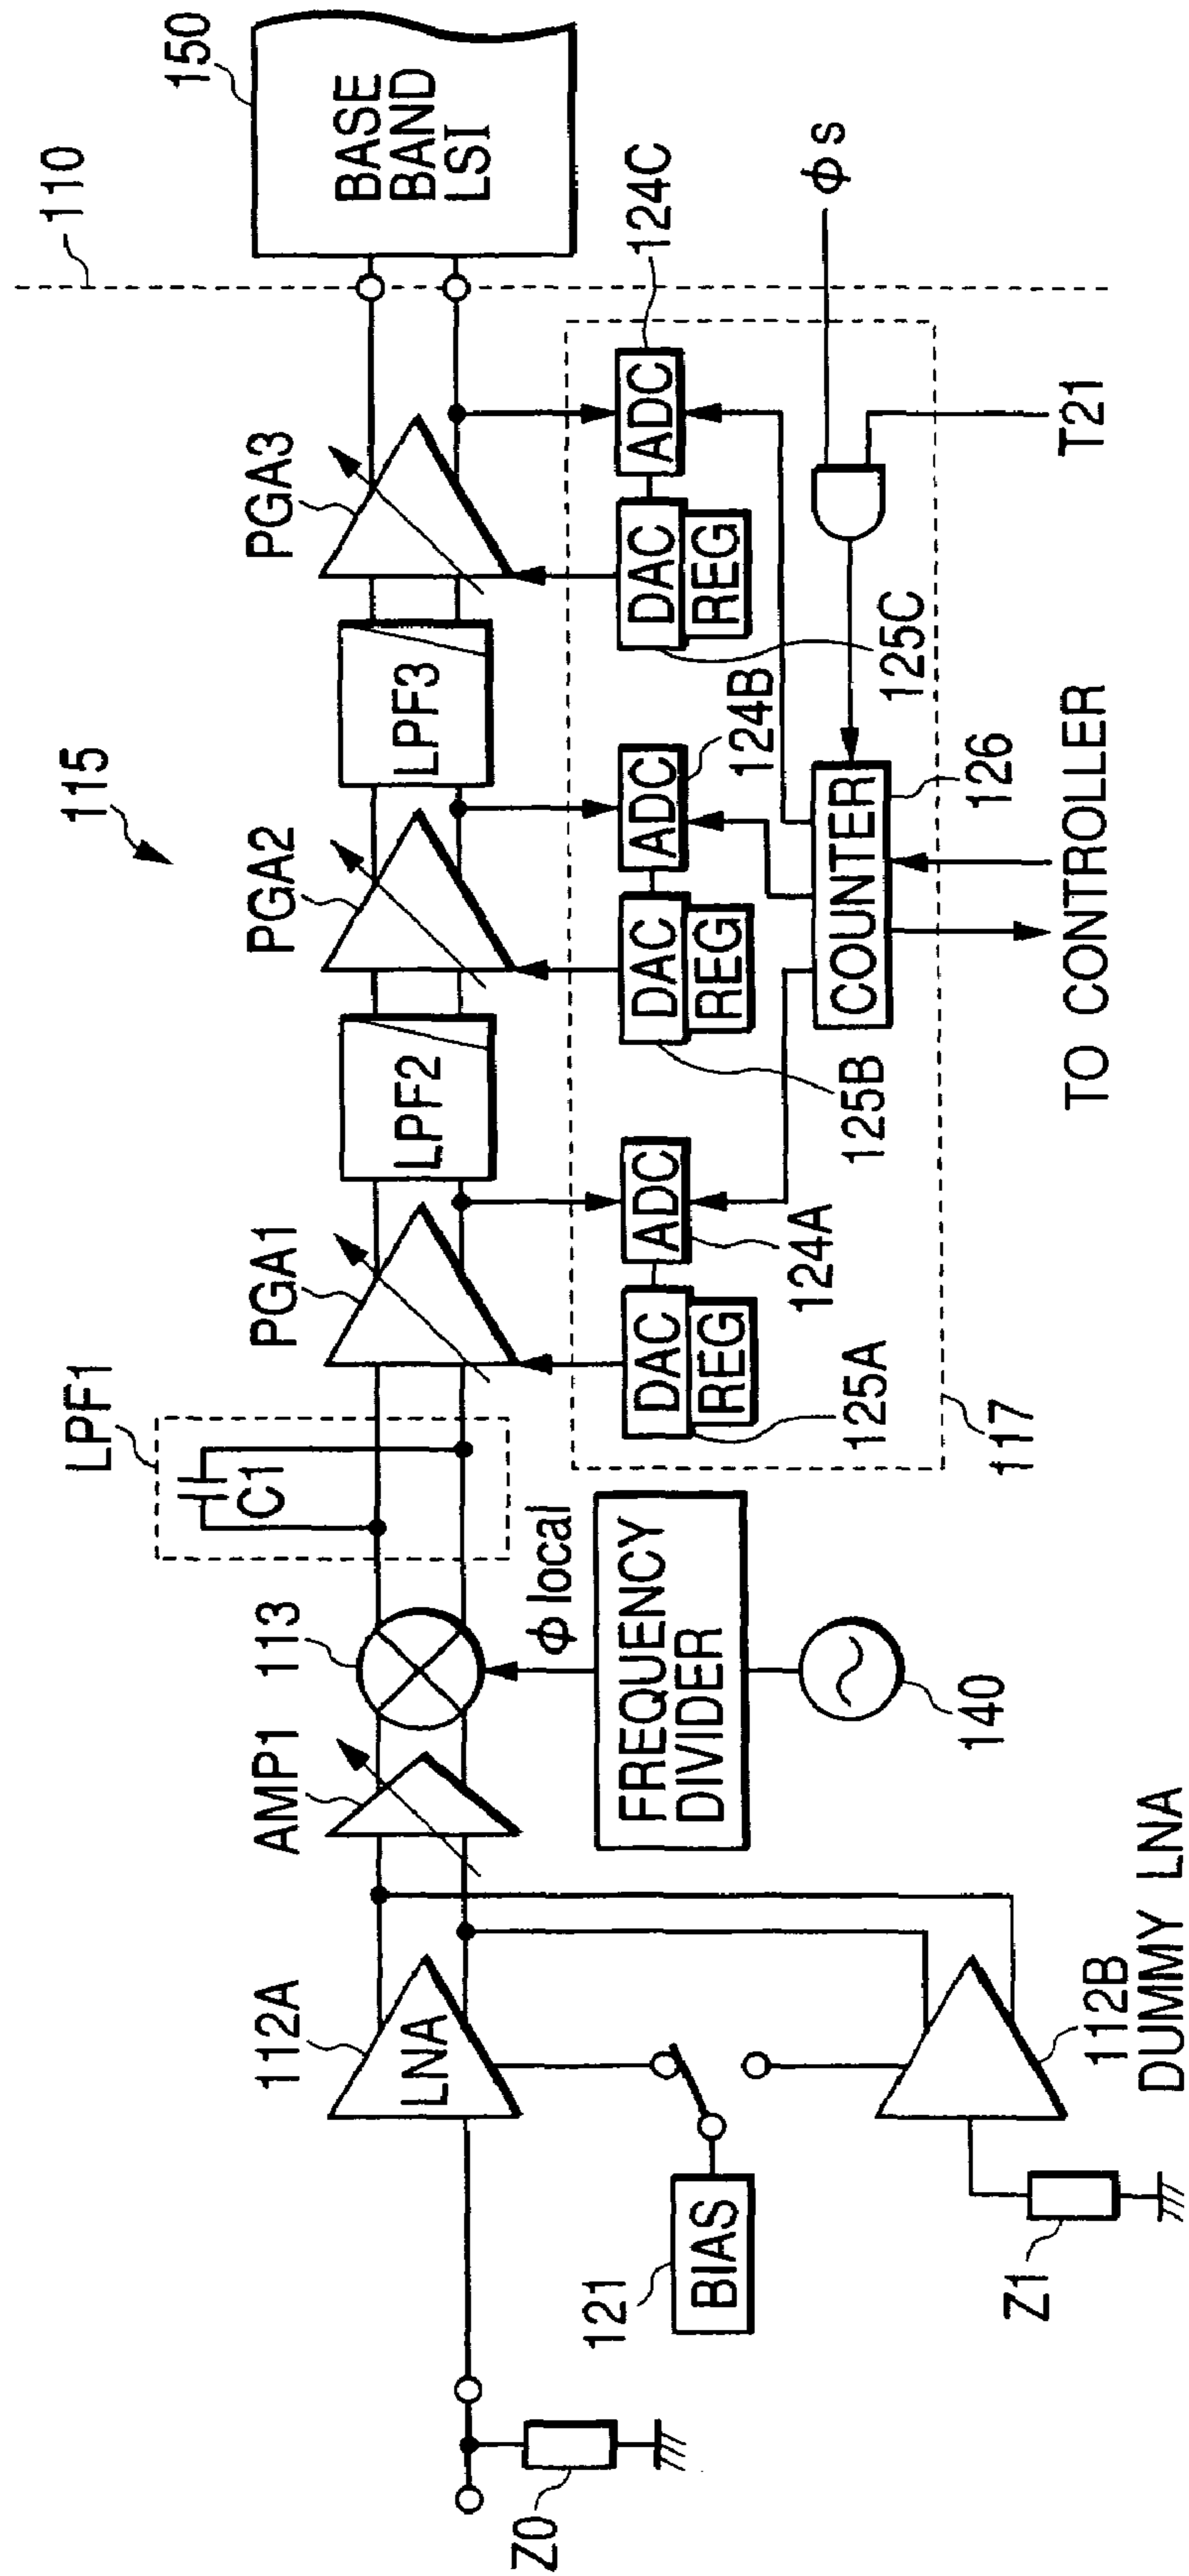 115
110
150
BASE
BAND
LSI
LPF1
C1
112A
LNA
AMP1
113
PGA1
LPF2
PGA2
LPF3
PGA3
ϕ local
FREQUENCY
DIVIDER
140
Z0
121
BIAS
Z1
112B
DUMMY LNA
DAC
REG
ADC
125A
124A
DAC
REG
ADC
125B
124B
DAC
REG
ADC
125C
124C
117
COUNTER
126
ϕ s
T21
TO CONTROLLER